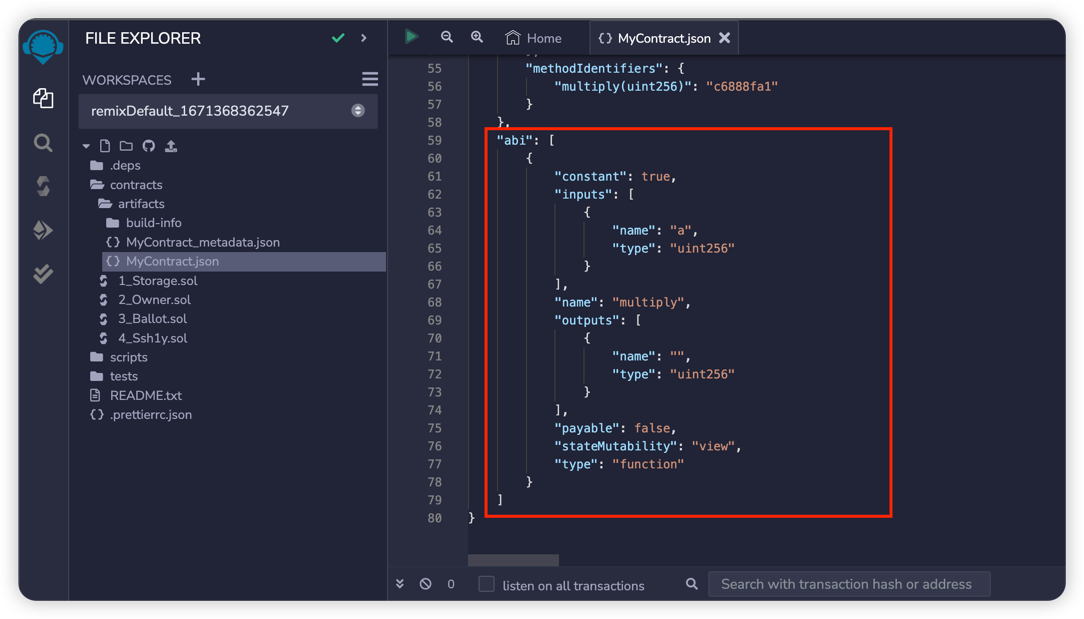 FILE EXPLORER
WORKSPACES
remixDefault_1671368362547
.deps
contracts
artifacts
build-info
{} MyContract_metadata.json
{} MyContract.json
1_Storage.sol
2_Owner.sol
3_Ballot.sol
4_Ssh1y.sol
scripts
tests
README.txt
{} .prettierrc.json
Home
{} MyContract.json
55 "methodIdentifiers": {
56 "multiply(uint256)": "c6888fa1"
57 }
58 },
59 "abi": [
60 {
61 "constant": true,
62 "inputs": [
63 {
64 "name": "a",
65 "type": "uint256"
66 }
67 ],
68 "name": "multiply",
69 "outputs": [
70 {
71 "name": "",
72 "type": "uint256"
73 }
74 ],
75 "payable": false,
76 "stateMutability": "view",
77 "type": "function"
78 }
79 ]
80 }
0 listen on all transactions Search with transaction hash or address